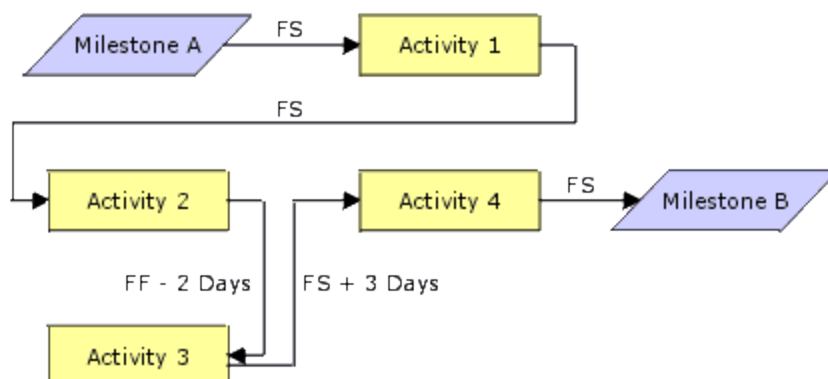 Milestone A
FS
Activity 1
FS
Activity 2
Activity 4
FS
Milestone B
FF - 2 Days
FS + 3 Days
Activity 3